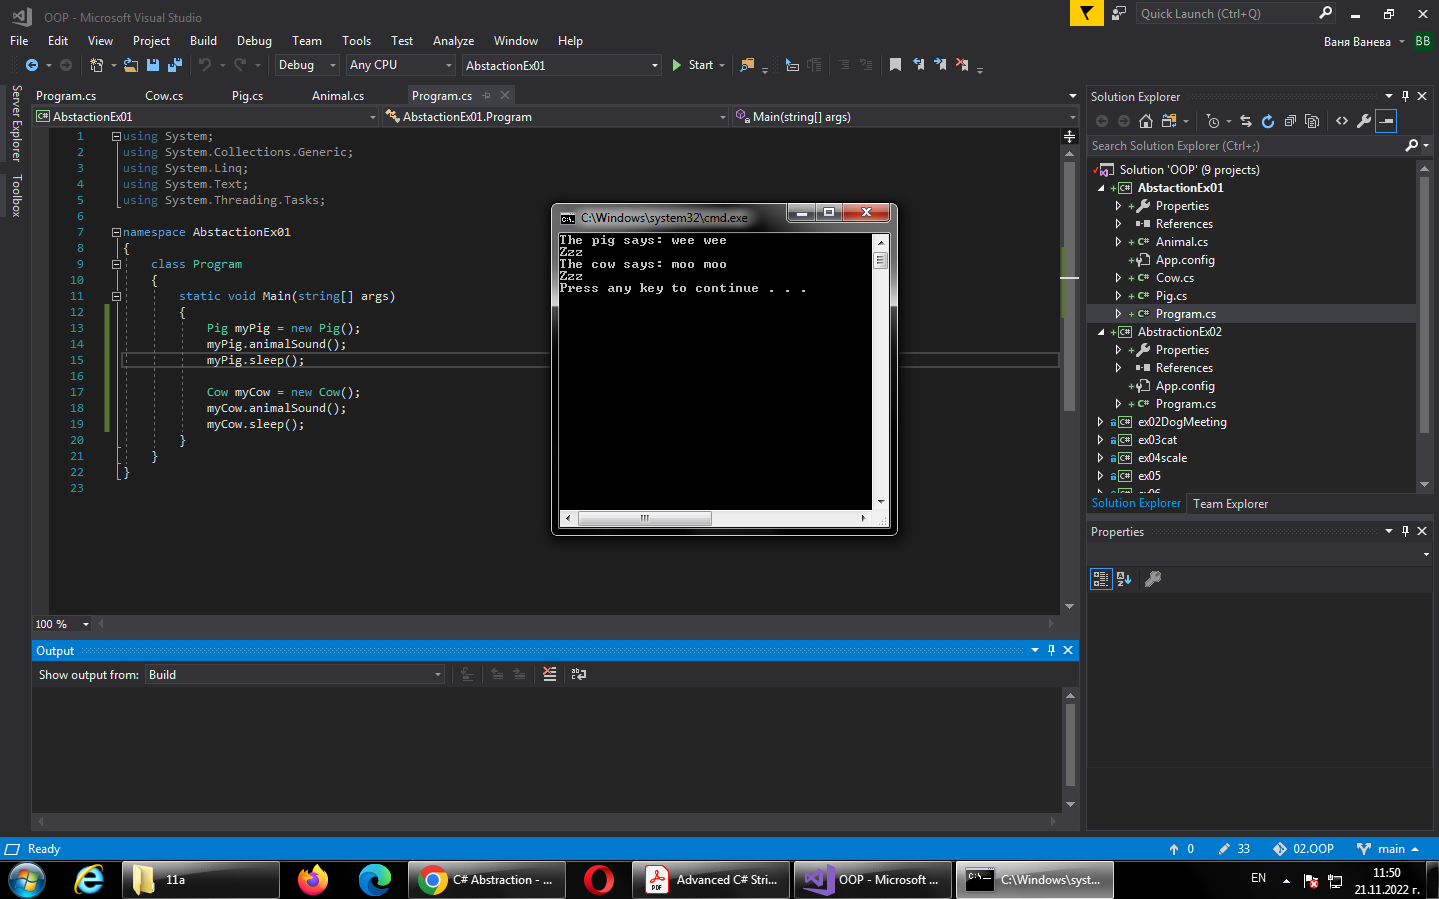 OOP - Microsoft Visual Studio
Quick Launch (Ctrl+Q)
File Edit View Project Build Debug Team Tools Test Analyze Window Help
Ваня Ванева BB
Debug Any CPU AbstactionEx01 Start
Server Explorer
Toolbox
Program.cs Cow.cs Pig.cs Animal.cs Program.cs
AbstactionEx01 AbstactionEx01.Program Main(string[] args)
1 using System;
2 using System.Collections.Generic;
3 using System.Linq;
4 using System.Text;
5 using System.Threading.Tasks;
6
7 namespace AbstactionEx01
8 {
9 class Program
10 {
11 static void Main(string[] args)
12 {
13 Pig myPig = new Pig();
14 myPig.animalSound();
15 myPig.sleep();
16
17 Cow myCow = new Cow();
18 myCow.animalSound();
19 myCow.sleep();
20 }
21 }
22 }
23
100 %
C:\Windows\system32\cmd.exe
The pig says: wee wee
Zzz
The cow says: moo moo
Zzz
Press any key to continue . . .
Output
Show output from: Build
Solution Explorer
Search Solution Explorer (Ctrl+;)
Solution 'OOP' (9 projects)
AbstactionEx01
Properties
References
Animal.cs
App.config
Cow.cs
Pig.cs
Program.cs
AbstractionEx02
Properties
References
App.config
Program.cs
ex02DogMeeting
ex03cat
ex04scale
ex05
ex06
Solution Explorer Team Explorer
Properties
Ready
0 33 02.OOP main
11a
C# Abstraction - ...
Advanced C# Stri...
OOP - Microsoft ...
C:\Windows\syst...
EN
11:50
21.11.2022 г.